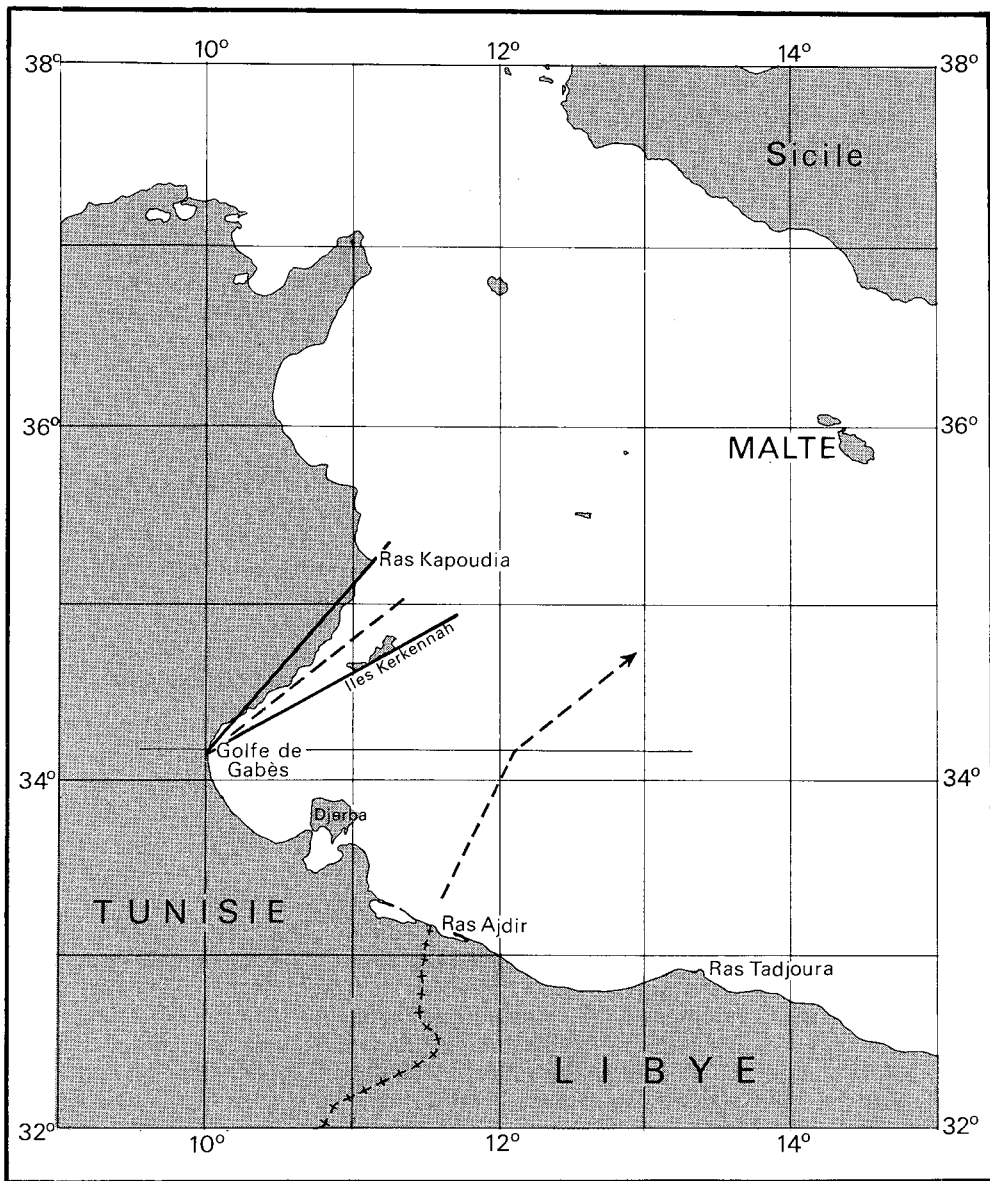 10° 12° 14°
38° 38°
Sicile
36° 36°
MALTE
Ras Kapoudia
Iles Kerkennah
Golfe de
Gabès
34° 34°
Djerba
TUNISIE
Ras Ajdir
Ras Tadjoura
LIBYE
32° 32°
10° 12° 14°